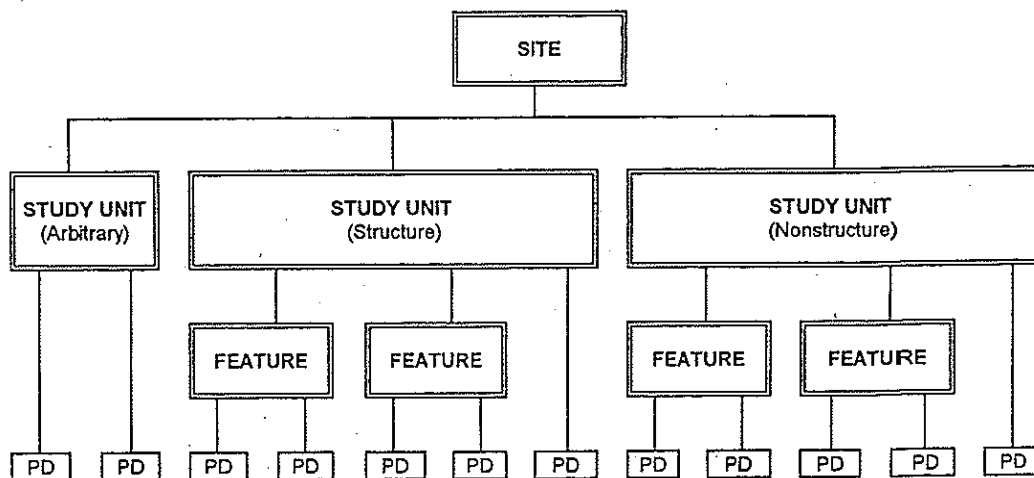 SITE
STUDY UNIT
(Arbitrary)
STUDY UNIT
(Structure)
STUDY UNIT
(Nonstructure)
FEATURE
FEATURE
FEATURE
FEATURE
PD
PD
PD
PD
PD
PD
PD
PD
PD
PD
PD
PD